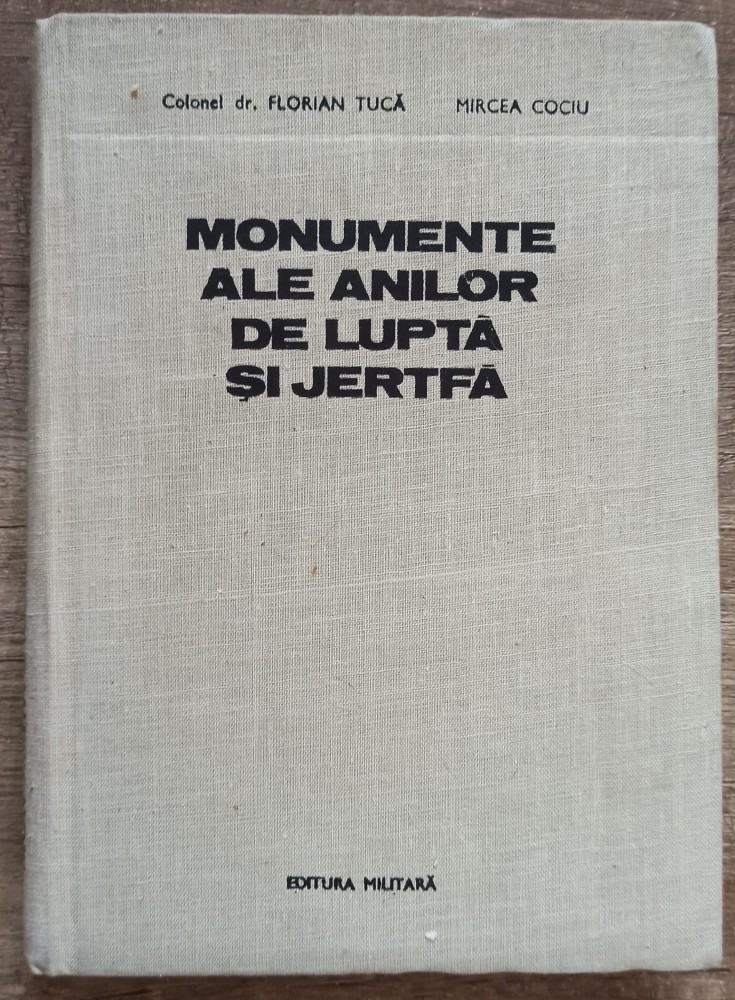 Colonel dr. FLORIAN TUCĂ MIRCEA COCIU
MONUMENTE
ALE ANILOR
DE LUPTĂ
ŞI JERTFĂ
EDITURA MILITARĂ